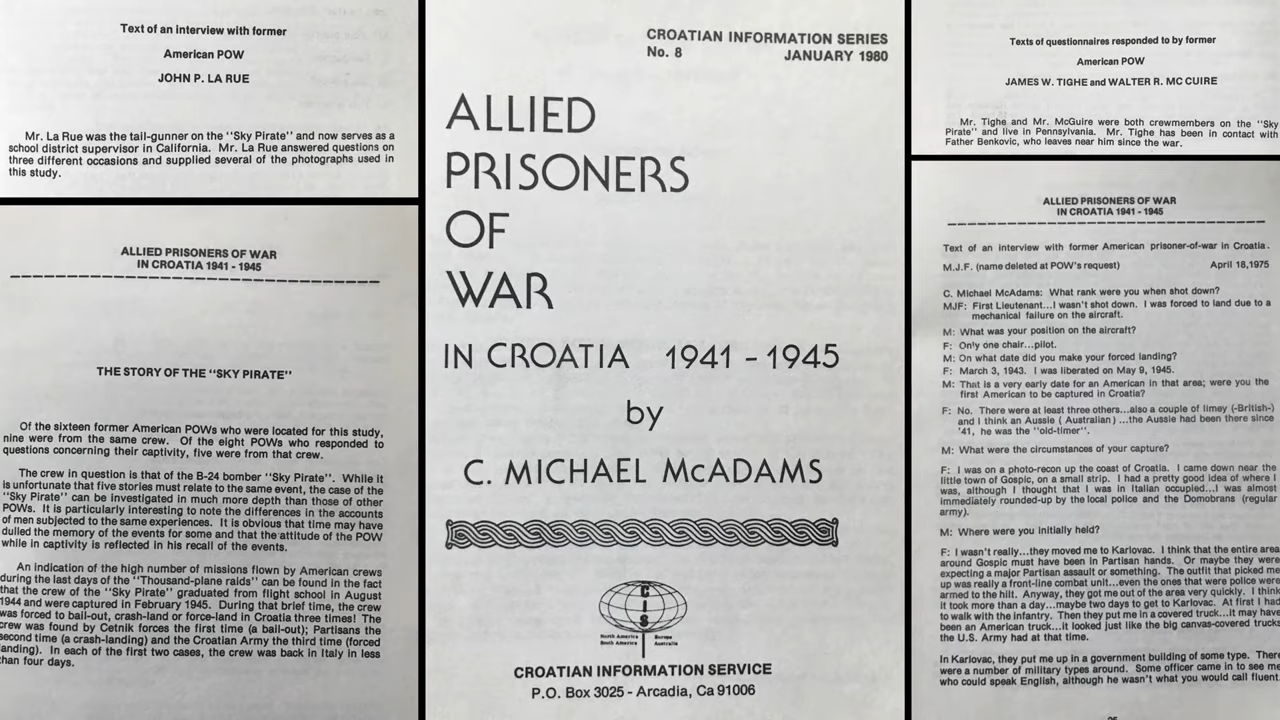 Text of an interview with former
American POW
JOHN P. LA RUE
Mr. La Rue was the tail-gunner on the "Sky Pirate" and now serves as a
school district supervisor in California. Mr. La Rue answered questions on
three different occasions and supplied several of the photographs used in
this study.
ALLIED PRISONERS OF WAR
IN CROATIA 1941 - 1945
THE STORY OF THE "SKY PIRATE"
Of the sixteen former American POWs who were located for this study,
nine were from the same crew. Of the eight POWs who responded to
questions concerning their captivity, five were from that crew.
The crew in question is that of the B-24 bomber "Sky Pirate". While it
is unfortunate that five stories must relate to the same event, the case of the
"Sky Pirate" can be investigated in much more depth than those of other
POWs. It is particularly interesting to note the differences in the accounts
of men subjected to the same experiences. It is obvious that time may have
dulled the memory of the events for some and that the attitude of the POW
while in captivity is reflected in his recall of the events.
An indication of the high number of missions flown by American crews
during the last days of the "Thousand-plane raids" can be found in the fact
that the crew of the "Sky Pirate" graduated from flight school in August
1944 and were captured in February 1945. During that brief time, the crew
was forced to bail-out, crash-land or force-land in Croatia three times! The
crew was found by Cetnik forces the first time (a bail-out); Partisans the
second time (a crash-landing) and the Croatian Army the third time (forced
landing). In each of the first two cases, the crew was back in Italy in less
than four days.
CROATIAN INFORMATION SERIES
No. 8 JANUARY 1980
ALLIED
PRISONERS
OF
WAR
IN CROATIA 1941 - 1945
by
C. MICHAEL McADAMS
C
I
S
North America Europe
South America Australia
CROATIAN INFORMATION SERVICE
P.O. Box 3025 - Arcadia, Ca 91006
Texts of questionnaires responded to by former
American POW
JAMES W. TIGHE and WALTER R. MC CUIRE
Mr. Tighe and Mr. McGuire were both crewmembers on the "Sky
Pirate" and live in Pennsylvania. Mr. Tighe has been in contact with
Father Benkovic, who leaves near him since the war.
ALLIED PRISONERS OF WAR
IN CROATIA 1941 - 1945
Text of an interview with former American prisoner-of-war in Croatia.
M.J.F. (name deleted at POW's request) April 18,1975
C. Michael McAdams: What rank were you when shot down?
MJF: First Lieutenant...I wasn't shot down. I was forced to land due to a
mechanical failure on the aircraft.
M: What was your position on the aircraft?
F: Only one chair...pilot.
M: On what date did you make your forced landing?
F: March 3, 1943. I was liberated on May 9, 1945.
M: That is a very early date for an American in that area; were you the
first American to be captured in Croatia?
F: No. There were at least three others...also a couple of limey (-British-)
and I think an Aussie ( Australian ) ...the Aussie had been there since
'41, he was the "old-timer".
M: What were the circumstances of your capture?
F: I was on a photo-recon up the coast of Croatia. I came down near the
little town of Gospic, on a small strip. I had a pretty good idea of where I
was, although I thought that I was in Italian occupied...I was almost
immediately rounded-up by the local police and the Domobrans (regular
army).
M: Where were you initially held?
F: I wasn't really...they moved me to Karlovac. I think that the entire area
around Gospic must have been in Partisan hands. Or maybe they were
expecting a major Partisan assault or something. The outfit that picked me
up was really a front-line combat unit...even the ones that were police were
armed to the hilt. Anyway, they got me out of the area very quickly. I think
it took more than a day...maybe two days to get to Karlovac. At first I had
to walk with the infantry. Then they put me in a covered truck...it may have
been an American truck...it looked just like the big canvas-covered trucks
the U.S. Army had at that time.
In Karlovac, they put me up in a government building of some type. There
were a number of military types around. Some officer came in to see me
who could speak English, although he wasn't what you would call fluent.